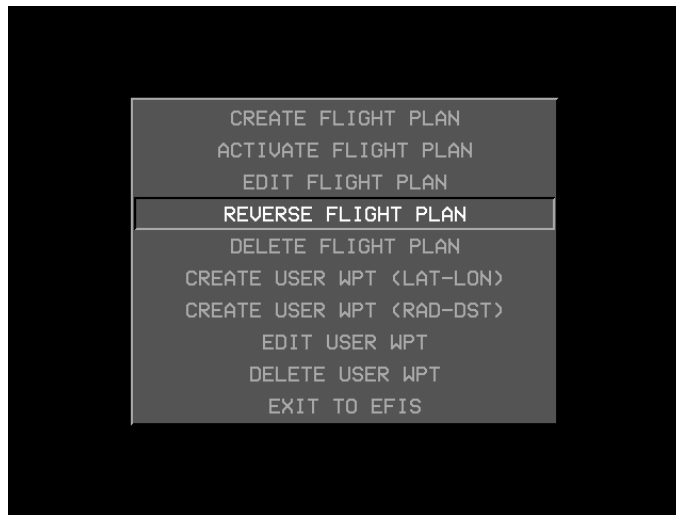 CREATE FLIGHT PLAN
ACTIVATE FLIGHT PLAN
EDIT FLIGHT PLAN
REVERSE FLIGHT PLAN
DELETE FLIGHT PLAN
CREATE USER WPT (LAT-LON)
CREATE USER WPT (RAD-DST)
EDIT USER WPT
DELETE USER WPT
EXIT TO EFIS